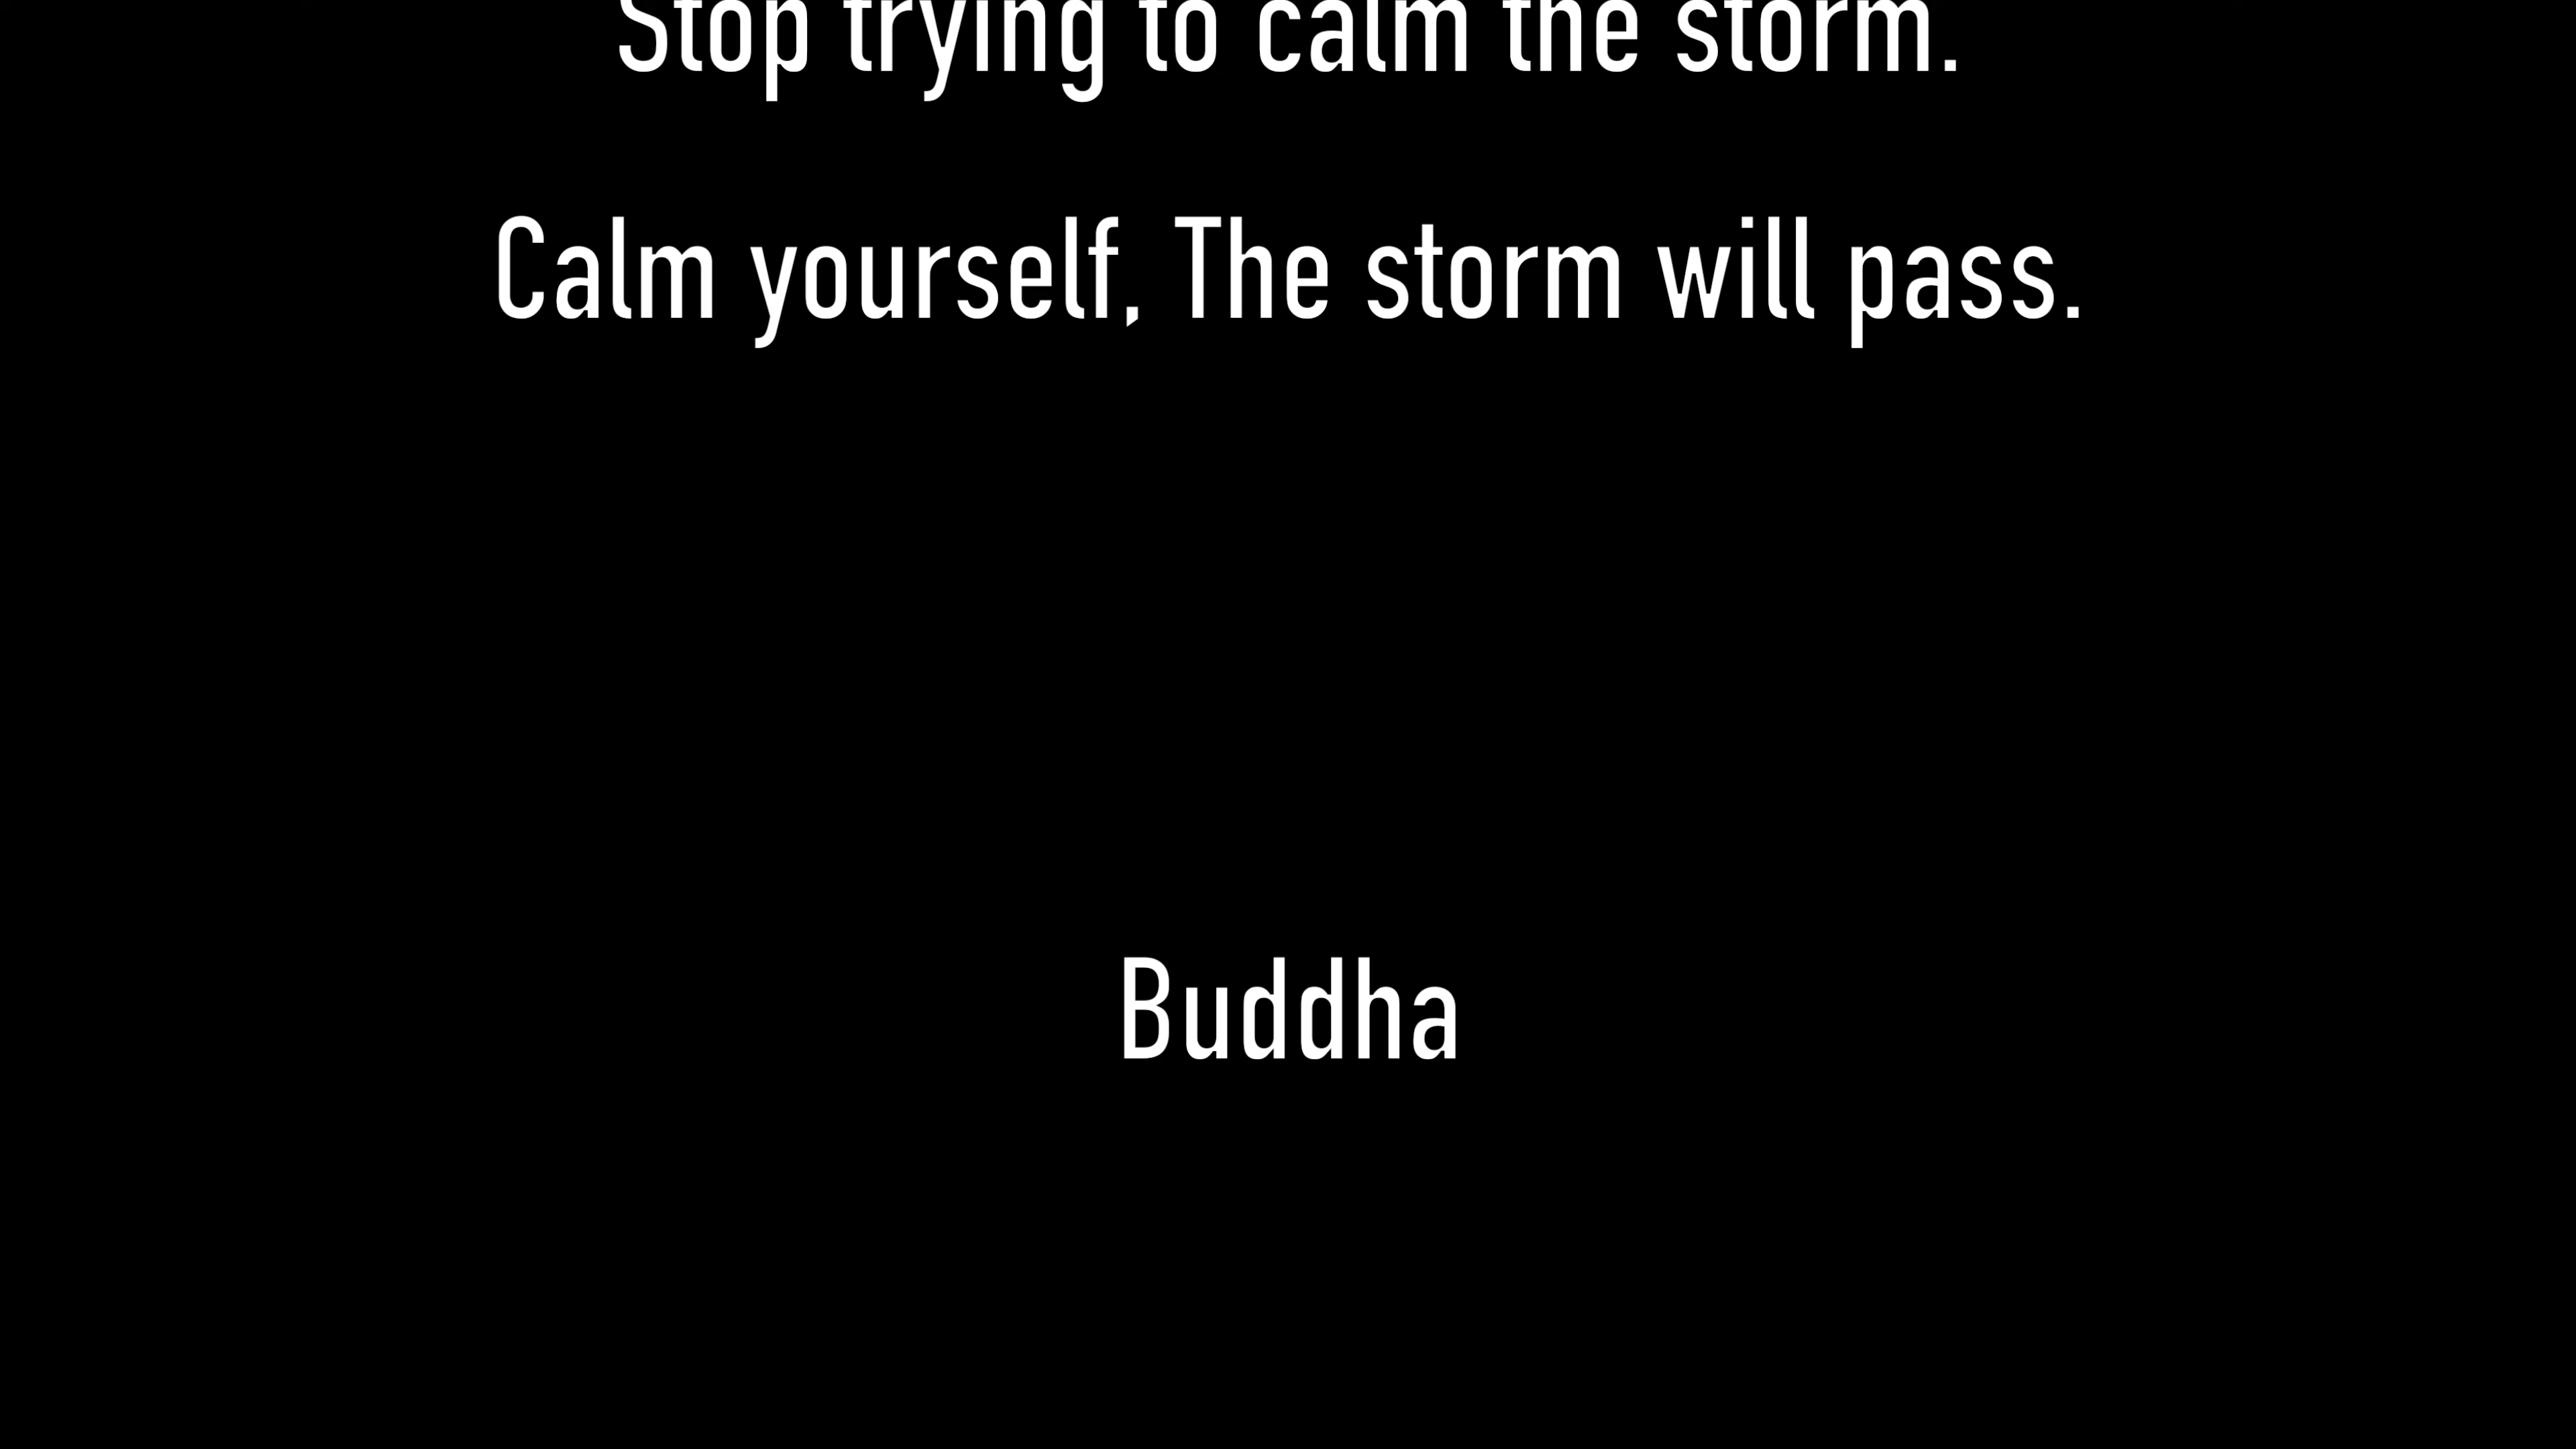 Stop trying to calm the storm.
Calm yourself, The storm will pass.
Buddha